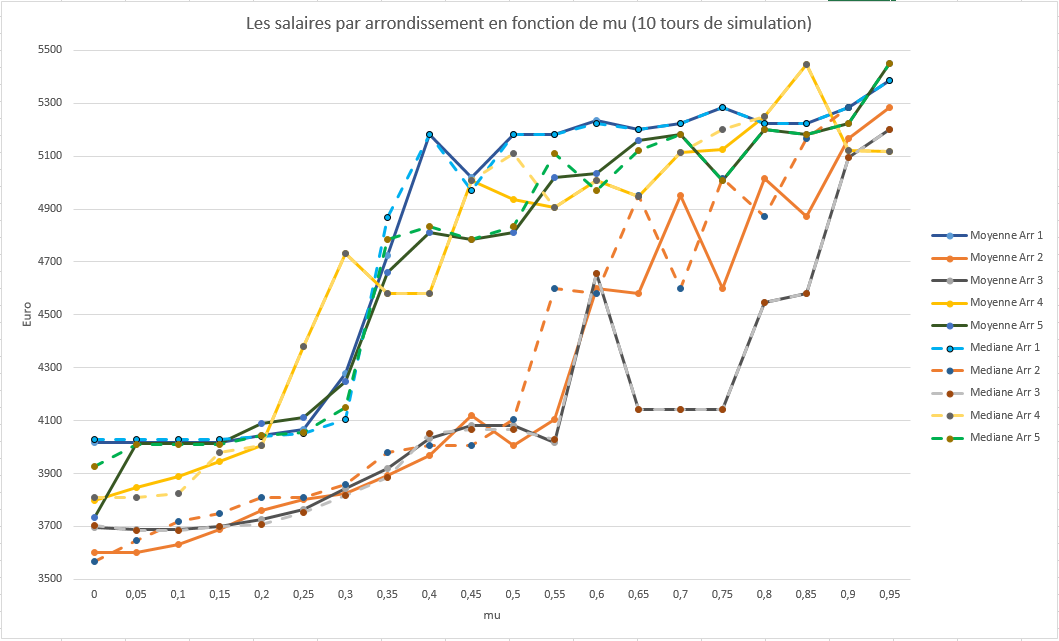 Les salaires par arrondissement en fonction de mu (10 tours de simulation)
5500
5300
5100
4900
4700
4500
4300
4100
3900
3700
3500
Euro
0 0,05 0,1 0,15 0,2 0,25 0,3 0,35 0,4 0,45 0,5 0,55 0,6 0,65 0,7 0,75 0,8 0,85 0,9 0,95
mu
Moyenne Arr 1
Moyenne Arr 2
Moyenne Arr 3
Moyenne Arr 4
Moyenne Arr 5
Mediane Arr 1
Mediane Arr 2
Mediane Arr 3
Mediane Arr 4
Mediane Arr 5